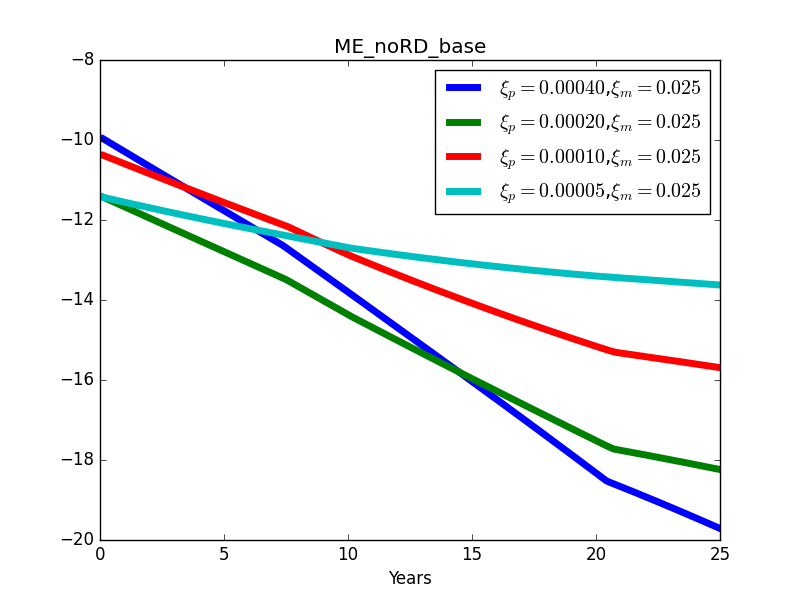 ME_noRD_base
ξₚ = 0.00040,ξₘ = 0.025
ξₚ = 0.00020,ξₘ = 0.025
ξₚ = 0.00010,ξₘ = 0.025
ξₚ = 0.00005,ξₘ = 0.025
−8
−10
−12
−14
−16
−18
−20
0 5 10 15 20 25
Years